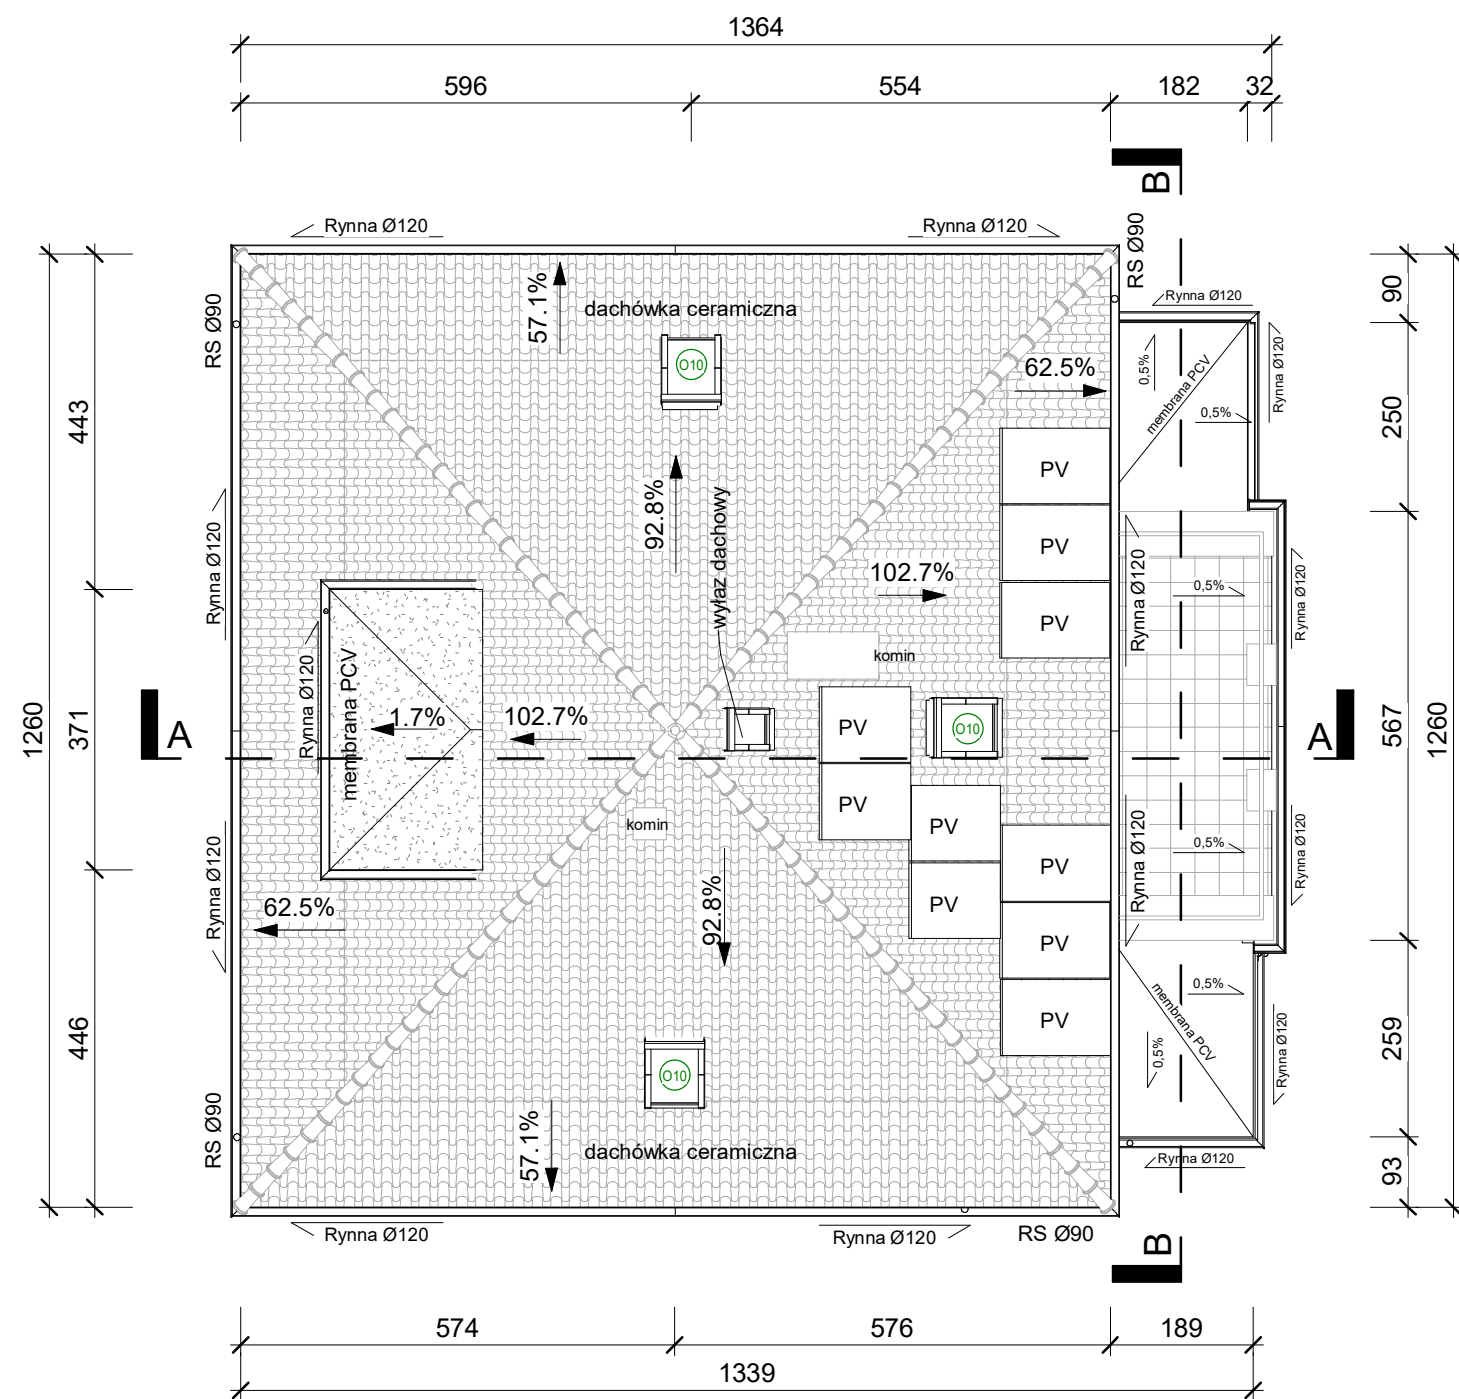 1364
596
554
182
32
B
Rynna Ø120
Rynna Ø120
RS Ø90
Rynna Ø120
RS Ø90
57.1%
dachówka ceramiczna
O10
62.5%
0,5%
membrana PCV
0,5%
Rynna Ø120
90
443
250
PV
92.8%
wyłaz dachowy
PV
Rynna Ø120
102.7%
Rynna Ø120
0,5%
Rynna Ø120
PV
komin
1260
371
A
Rynna Ø120
membrana PCV
1.7%
102.7%
PV
O10
A
567
1260
PV
komin
PV
0,5%
Rynna Ø120
PV
Rynna Ø120
Rynna Ø120
62.5%
92.8%
PV
PV
0,5%
membrana PCV
446
PV
0,5%
Rynna Ø120
259
O10
RS Ø90
57.1%
dachówka ceramiczna
Rynna Ø120
93
Rynna Ø120
Rynna Ø120
RS Ø90
B
574
576
189
1339